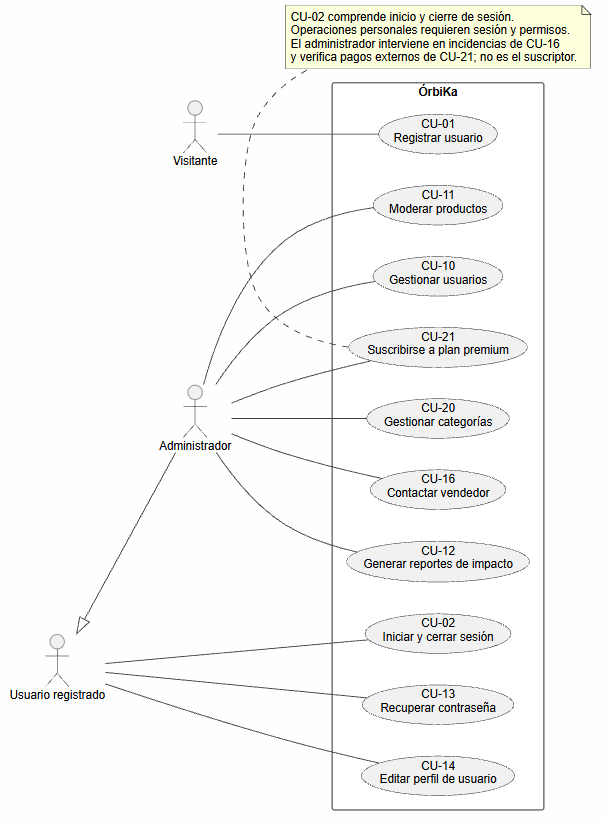 CU-02 comprende inicio y cierre de sesión.
Operaciones personales requieren sesión y permisos.
El administrador interviene en incidencias de CU-16
y verifica pagos externos de CU-21; no es el suscriptor.
ÓrbiKa
CU-01
Registrar usuario
Visitante
CU-11
Moderar productos
CU-10
Gestionar usuarios
CU-21
Suscribirse a plan premium
CU-20
Gestionar categorías
Administrador
CU-16
Contactar vendedor
CU-12
Generar reportes de impacto
CU-02
Iniciar y cerrar sesión
Usuario registrado
CU-13
Recuperar contraseña
CU-14
Editar perfil de usuario